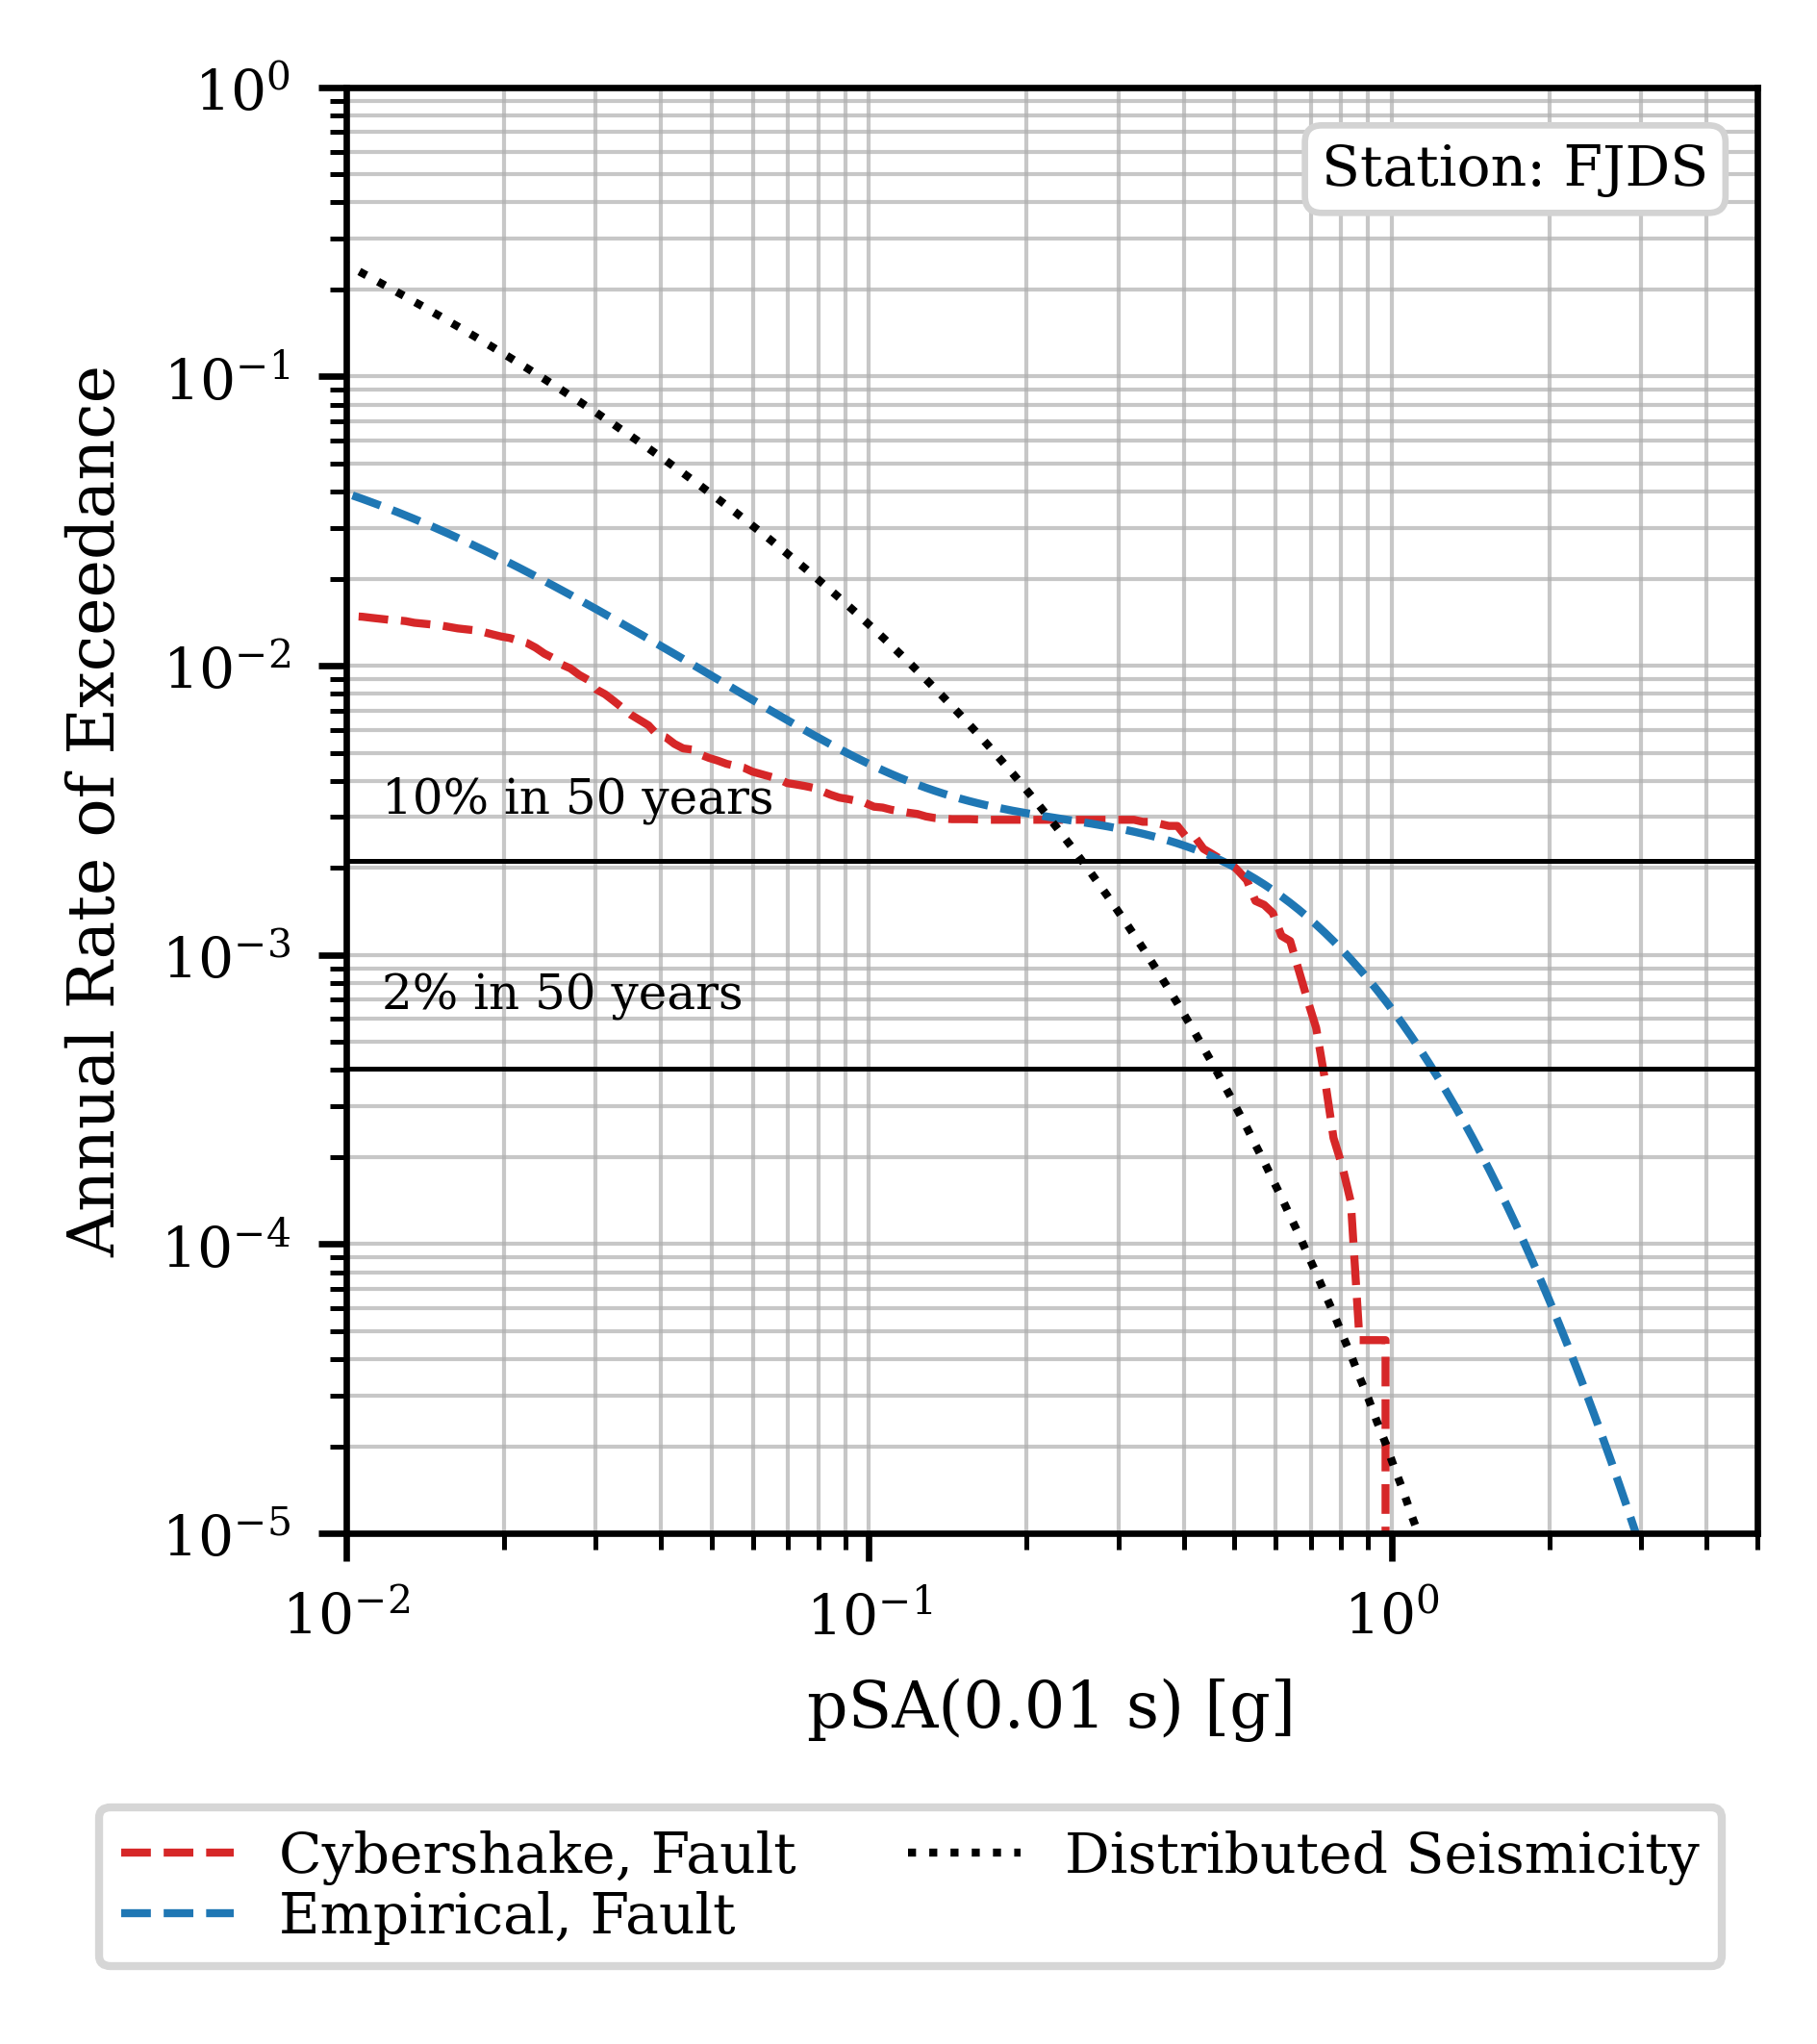 Station: FJDS
Annual Rate of Exceedance
10⁰
10⁻¹
10⁻²
10⁻³
10⁻⁴
10⁻⁵
10% in 50 years
2% in 50 years
10⁻²
10⁻¹
10⁰
pSA(0.01 s) [g]
Cybershake, Fault
Empirical, Fault
Distributed Seismicity